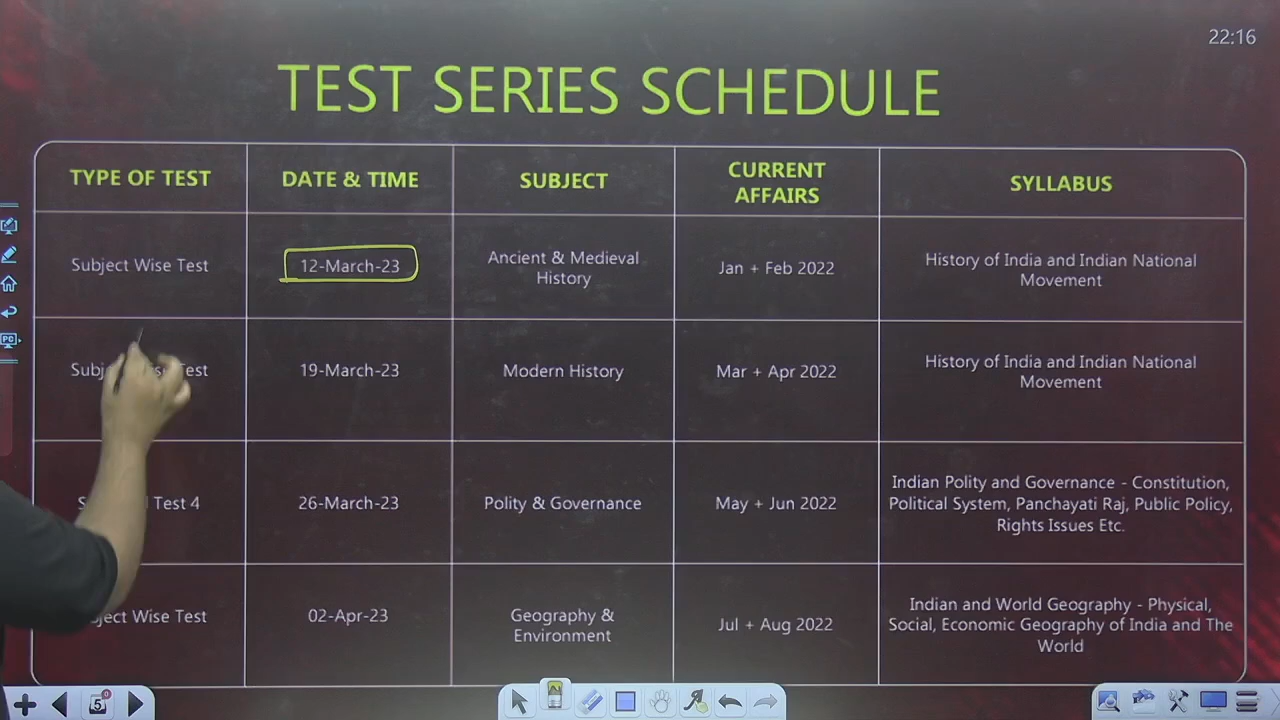 22:16
TEST SERIES SCHEDULE
TYPE OF TEST
DATE & TIME
SUBJECT
CURRENT
AFFAIRS
SYLLABUS
Subject Wise Test
12-March-23
Ancient & Medieval
History
Jan + Feb 2022
History of India and Indian National
Movement
Test
19-March-23
Modern History
Mar + Apr 2022
History of India and Indian National
Movement
Test 4
26-March-23
Polity & Governance
May + Jun 2022
Indian Polity and Governance - Constitution,
Political System, Panchayati Raj, Public Policy,
Rights Issues Etc.
Wise Test
02-Apr-23
Geography &
Environment
Jul + Aug 2022
Indian and World Geography - Physical,
Social, Economic Geography of India and The
World
PC
5
0